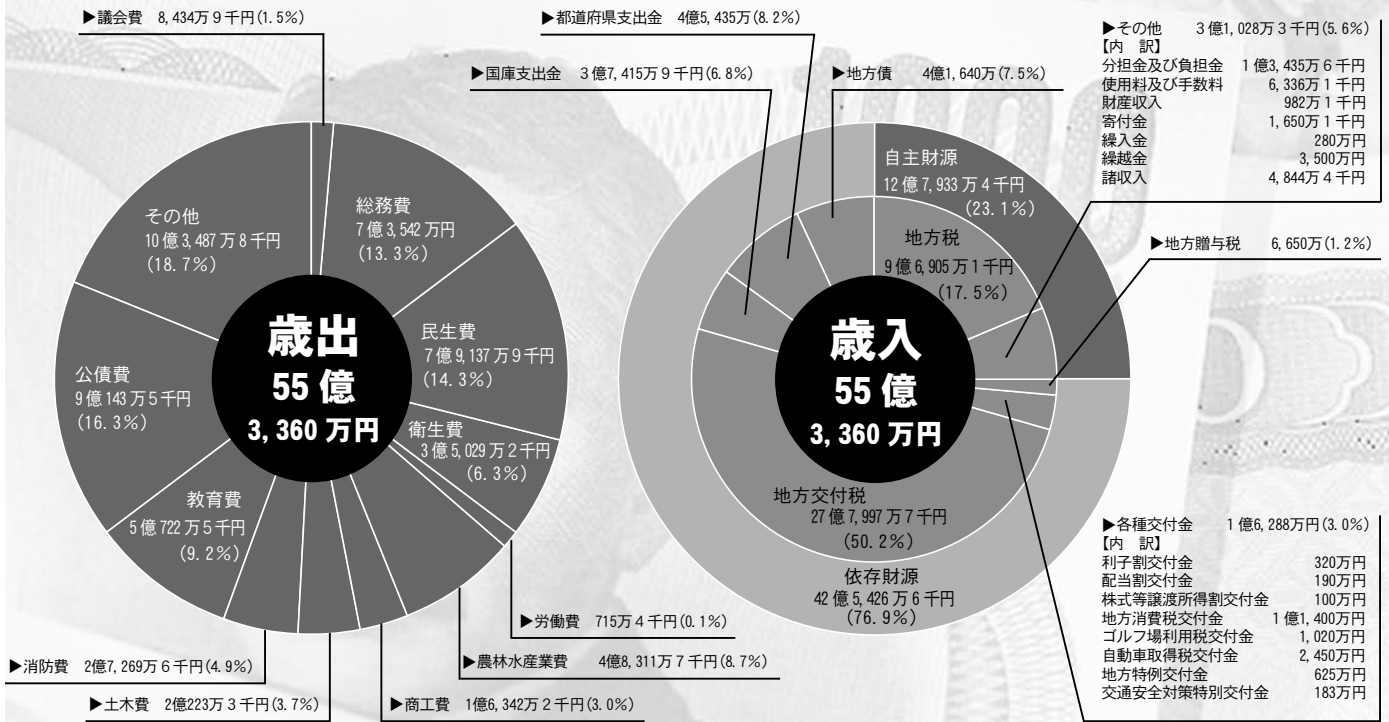 ▶議会費 8,434万9千円(1.5%)
総務費
7億3,542万円
(13.3%)
民生費
7億9,137万9千円
(14.3%)
衛生費
3億5,029万2千円
(6.3%)
▶労働費 715万4千円(0.1%)
▶農林水産業費 4億8,311万7千円(8.7%)
▶商工費 1億6,342万2千円(3.0%)
▶土木費 2億223万3千円(3.7%)
▶消防費 2億7,269万6千円(4.9%)
教育費
5億722万5千円
(9.2%)
公債費
9億143万5千円
(16.3%)
その他
10億3,487万8千円
(18.7%)
歳出
55億
3,360万円
▶都道府県支出金 4億5,435万(8.2%)
▶国庫支出金 3億7,415万9千円(6.8%)
▶地方債 4億1,640万(7.5%)
自主財源
12億7,933万4千円
(23.1%)
地方税
9億6,905万1千円
(17.5%)
歳入
55億
3,360万円
地方交付税
27億7,997万7千円
(50.2%)
依存財源
42億5,426万6千円
(76.9%)
▶その他 3億1,028万3千円(5.6%)
【内 訳】
分担金及び負担金 1億3,435万6千円
使用料及び手数料 6,336万1千円
財産収入 982万1千円
寄付金 1,650万1千円
繰入金 280万円
繰越金 3,500万円
諸収入 4,844万4千円
▶地方贈与税 6,650万(1.2%)
▶各種交付金 1億6,288万円(3.0%)
【内 訳】
利子割交付金 320万円
配当割交付金 190万円
株式等譲渡所得割交付金 100万円
地方消費税交付金 1億1,400万円
ゴルフ場利用税交付金 1,020万円
自動車取得税交付金 2,450万円
地方特例交付金 625万円
交通安全対策特別交付金 183万円